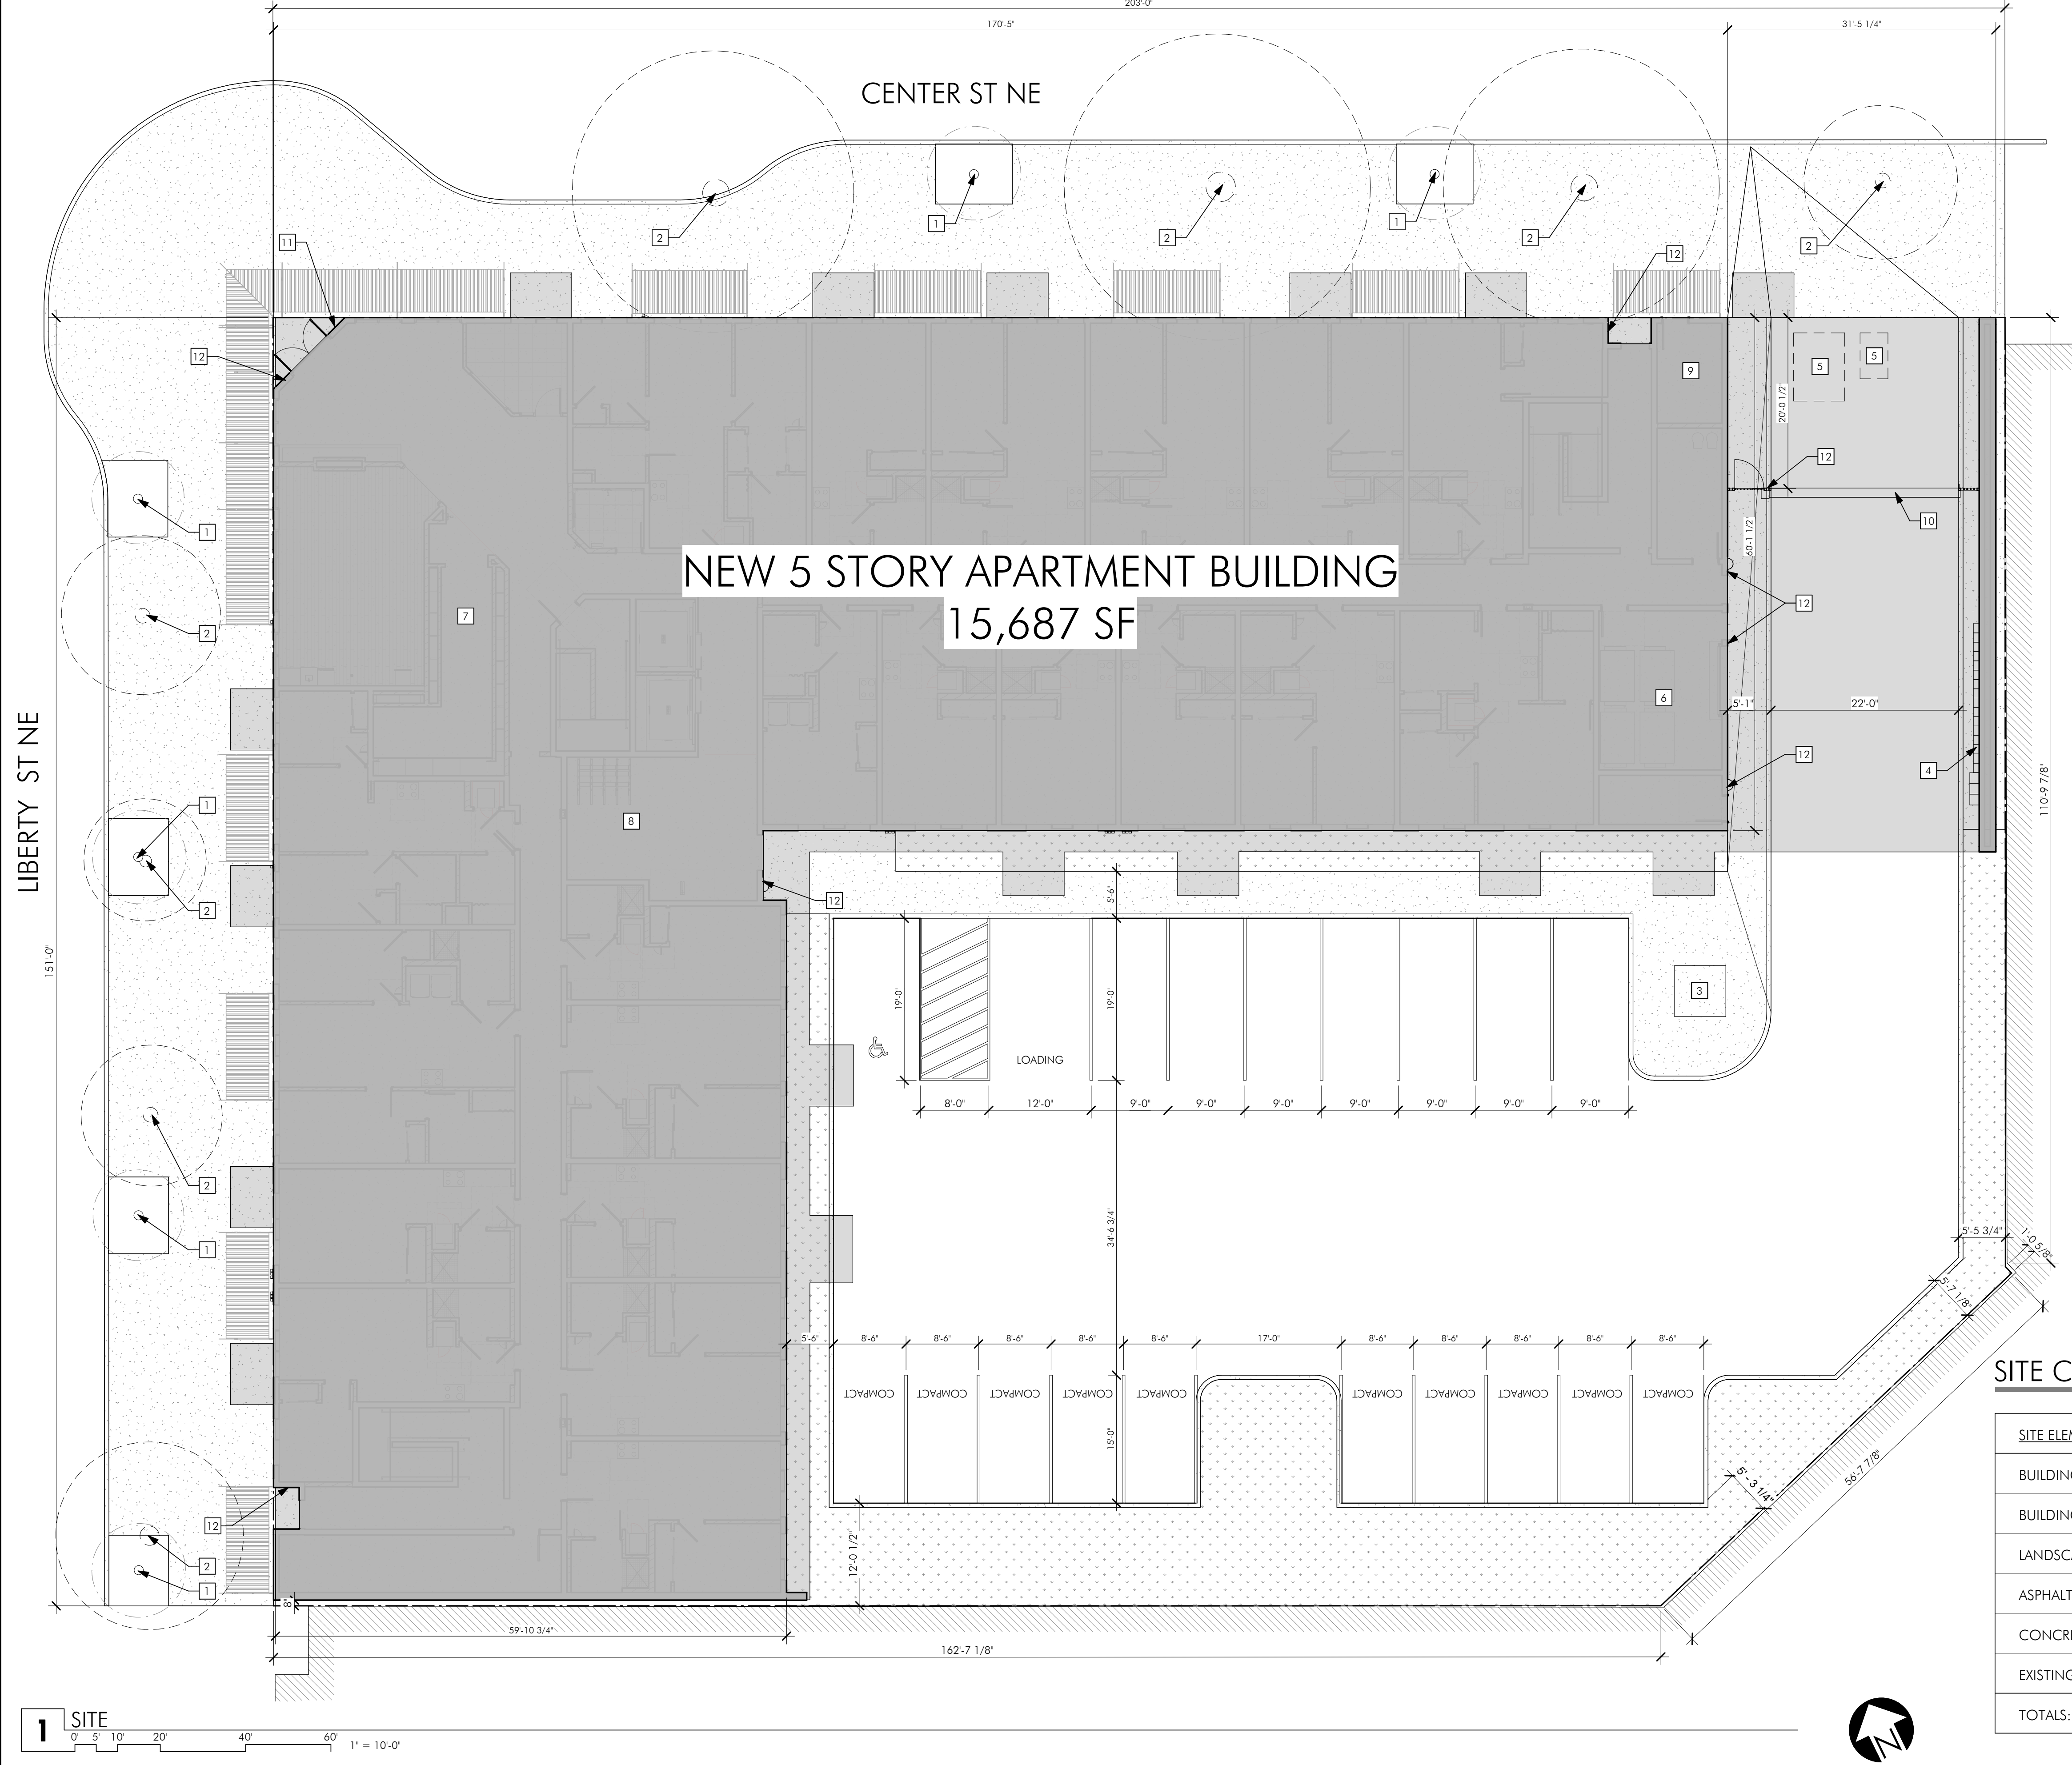 203'-0"
170'-5"
31'-5 1/4"
CENTER ST NE
1
1
2
2
2
2
11
12
12
9
5
5
20'-0 1/2"
12
10
1
NEW 5 STORY APARTMENT BUILDING
15,687 SF
60'-1 1/2"
7
2
12
6
5'-1"
22'-0"
12
4
110'-9 7/8"
LIBERTY ST NE
1
8
2
12
5'-6"
151'-0"
19'-0"
19'-0"
3
LOADING
8'-0"
12'-0"
9'-0"
9'-0"
9'-0"
9'-0"
9'-0"
9'-0"
9'-0"
2
1
34'-6 3/4"
5'-5 3/4"
1'-0 5/8"
5'-7 1/8"
5'-6"
8'-6"
8'-6"
8'-6"
8'-6"
8'-6"
17'-0"
8'-6"
8'-6"
8'-6"
8'-6"
8'-6"
COMPACT
COMPACT
COMPACT
COMPACT
COMPACT
COMPACT
COMPACT
COMPACT
COMPACT
COMPACT
15'-0"
5'-3 1/4"
56'-7 7/8"
12
2
1
12'-0 1/2"
8"
59'-10 3/4"
162'-7 1/8"
SITE C
SITE ELE
BUILDIN
BUILDIN
LANDSC
ASPHALT
CONCR
EXISTING
TOTALS:
1
SITE
0' 5' 10' 20' 40' 60'
1" = 10'-0"
N